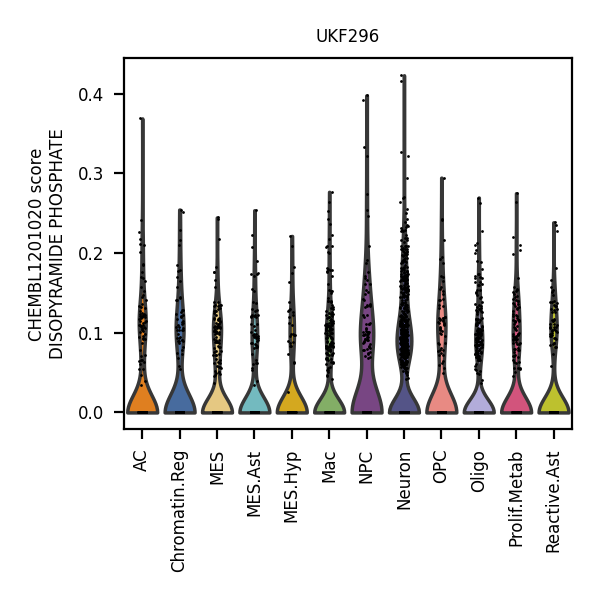 UKF296
CHEMBL1201020 score
DISOPYRAMIDE PHOSPHATE
0.4
0.3
0.2
0.1
0.0
AC
Chromatin.Reg
MES
MES.Ast
MES.Hyp
Mac
NPC
Neuron
OPC
Oligo
Prolif.Metab
Reactive.Ast